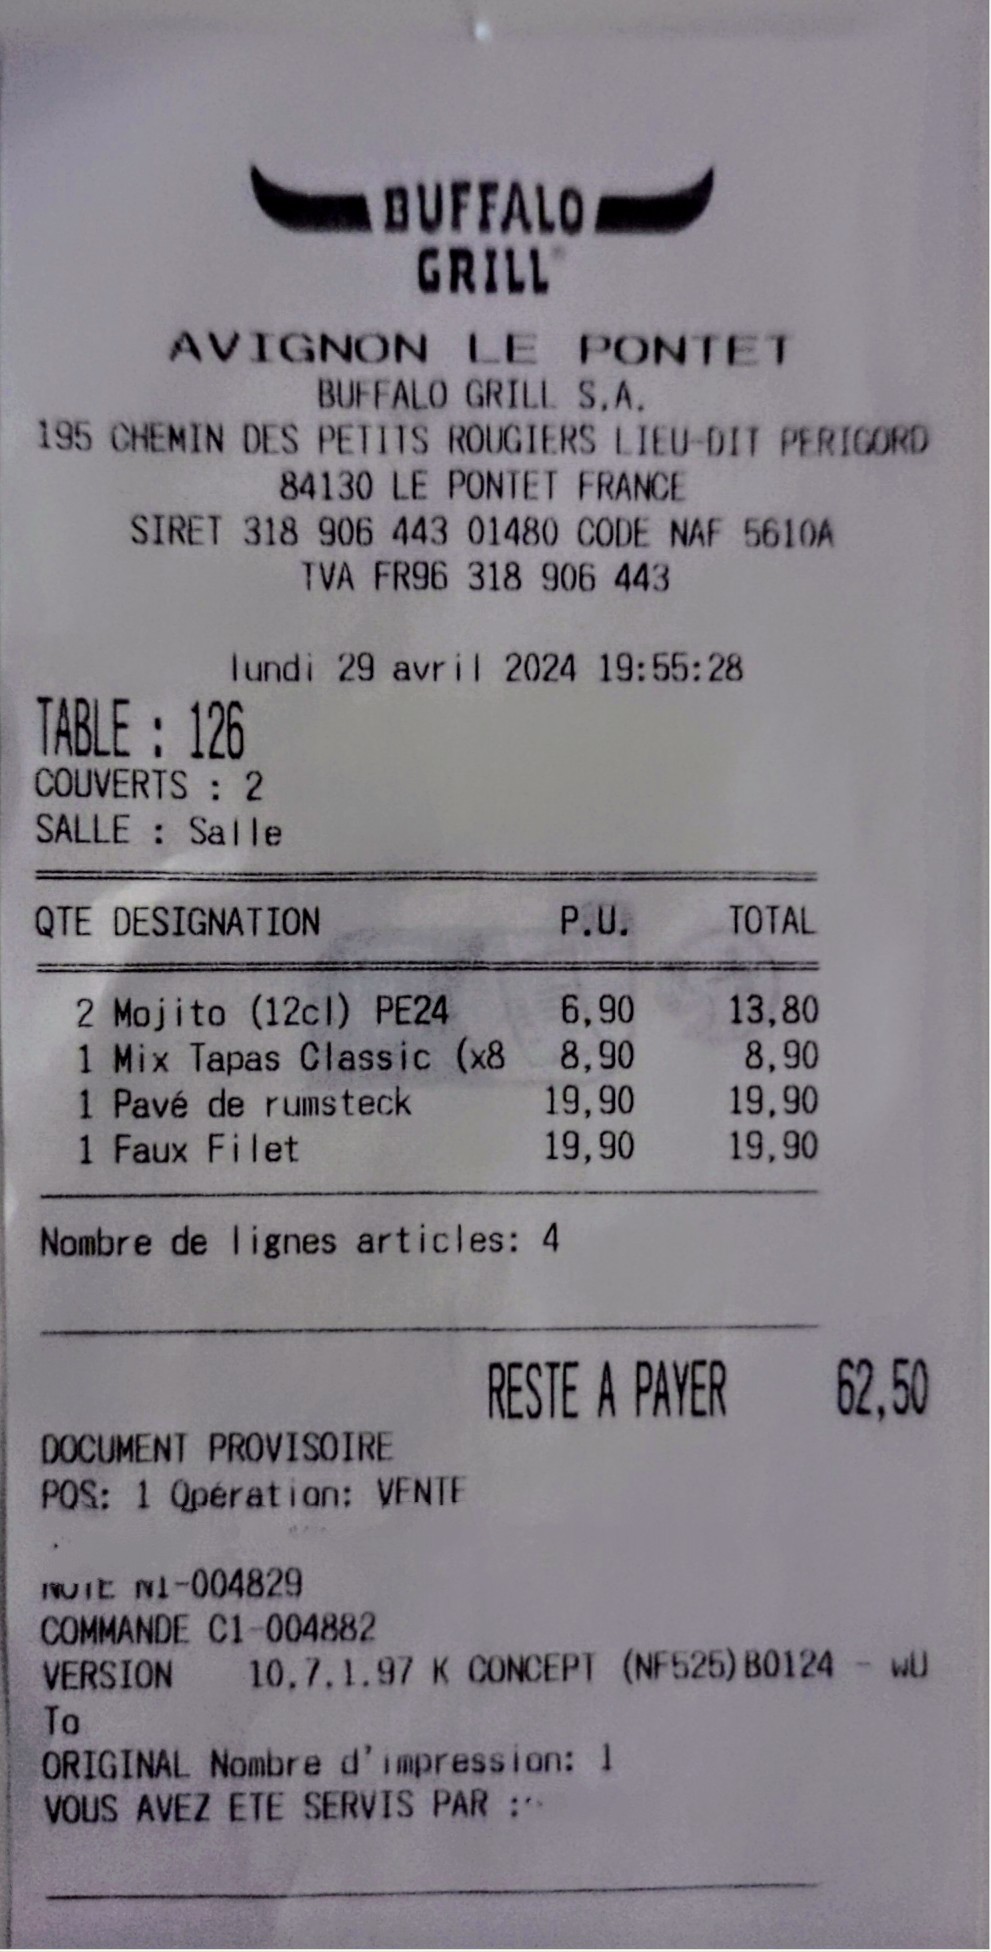 BUFFALO
GRILL
AVIGNON LE PONTET
BUFFALO GRILL S.A.
195 CHEMIN DES PETITS ROUGIERS LIEU-DIT PERIGORD
84130 LE PONTET FRANCE
SIRET 318 906 443 01480 CODE NAF 5610A
TVA FR96 318 906 443
lundi 29 avril 2024 19:55:28
TABLE : 126
COUVERTS : 2
SALLE : Salle
QTE DESIGNATION P.U. TOTAL
2 Mojito (12cl) PE24 6,90 13,80
1 Mix Tapas Classic (x8 8,90 8,90
1 Pavé de rumsteck 19,90 19,90
1 Faux Filet 19,90 19,90
Nombre de lignes articles: 4
RESTE A PAYER 62,50
DOCUMENT PROVISOIRE
POS: 1 Opération: VENTE
NOTE N1-004829
COMMANDE C1-004882
VERSION 10.7.1.97 K CONCEPT (NF525)B0124 - wU
To
ORIGINAL Nombre d'impression: 1
VOUS AVEZ ETE SERVIS PAR :